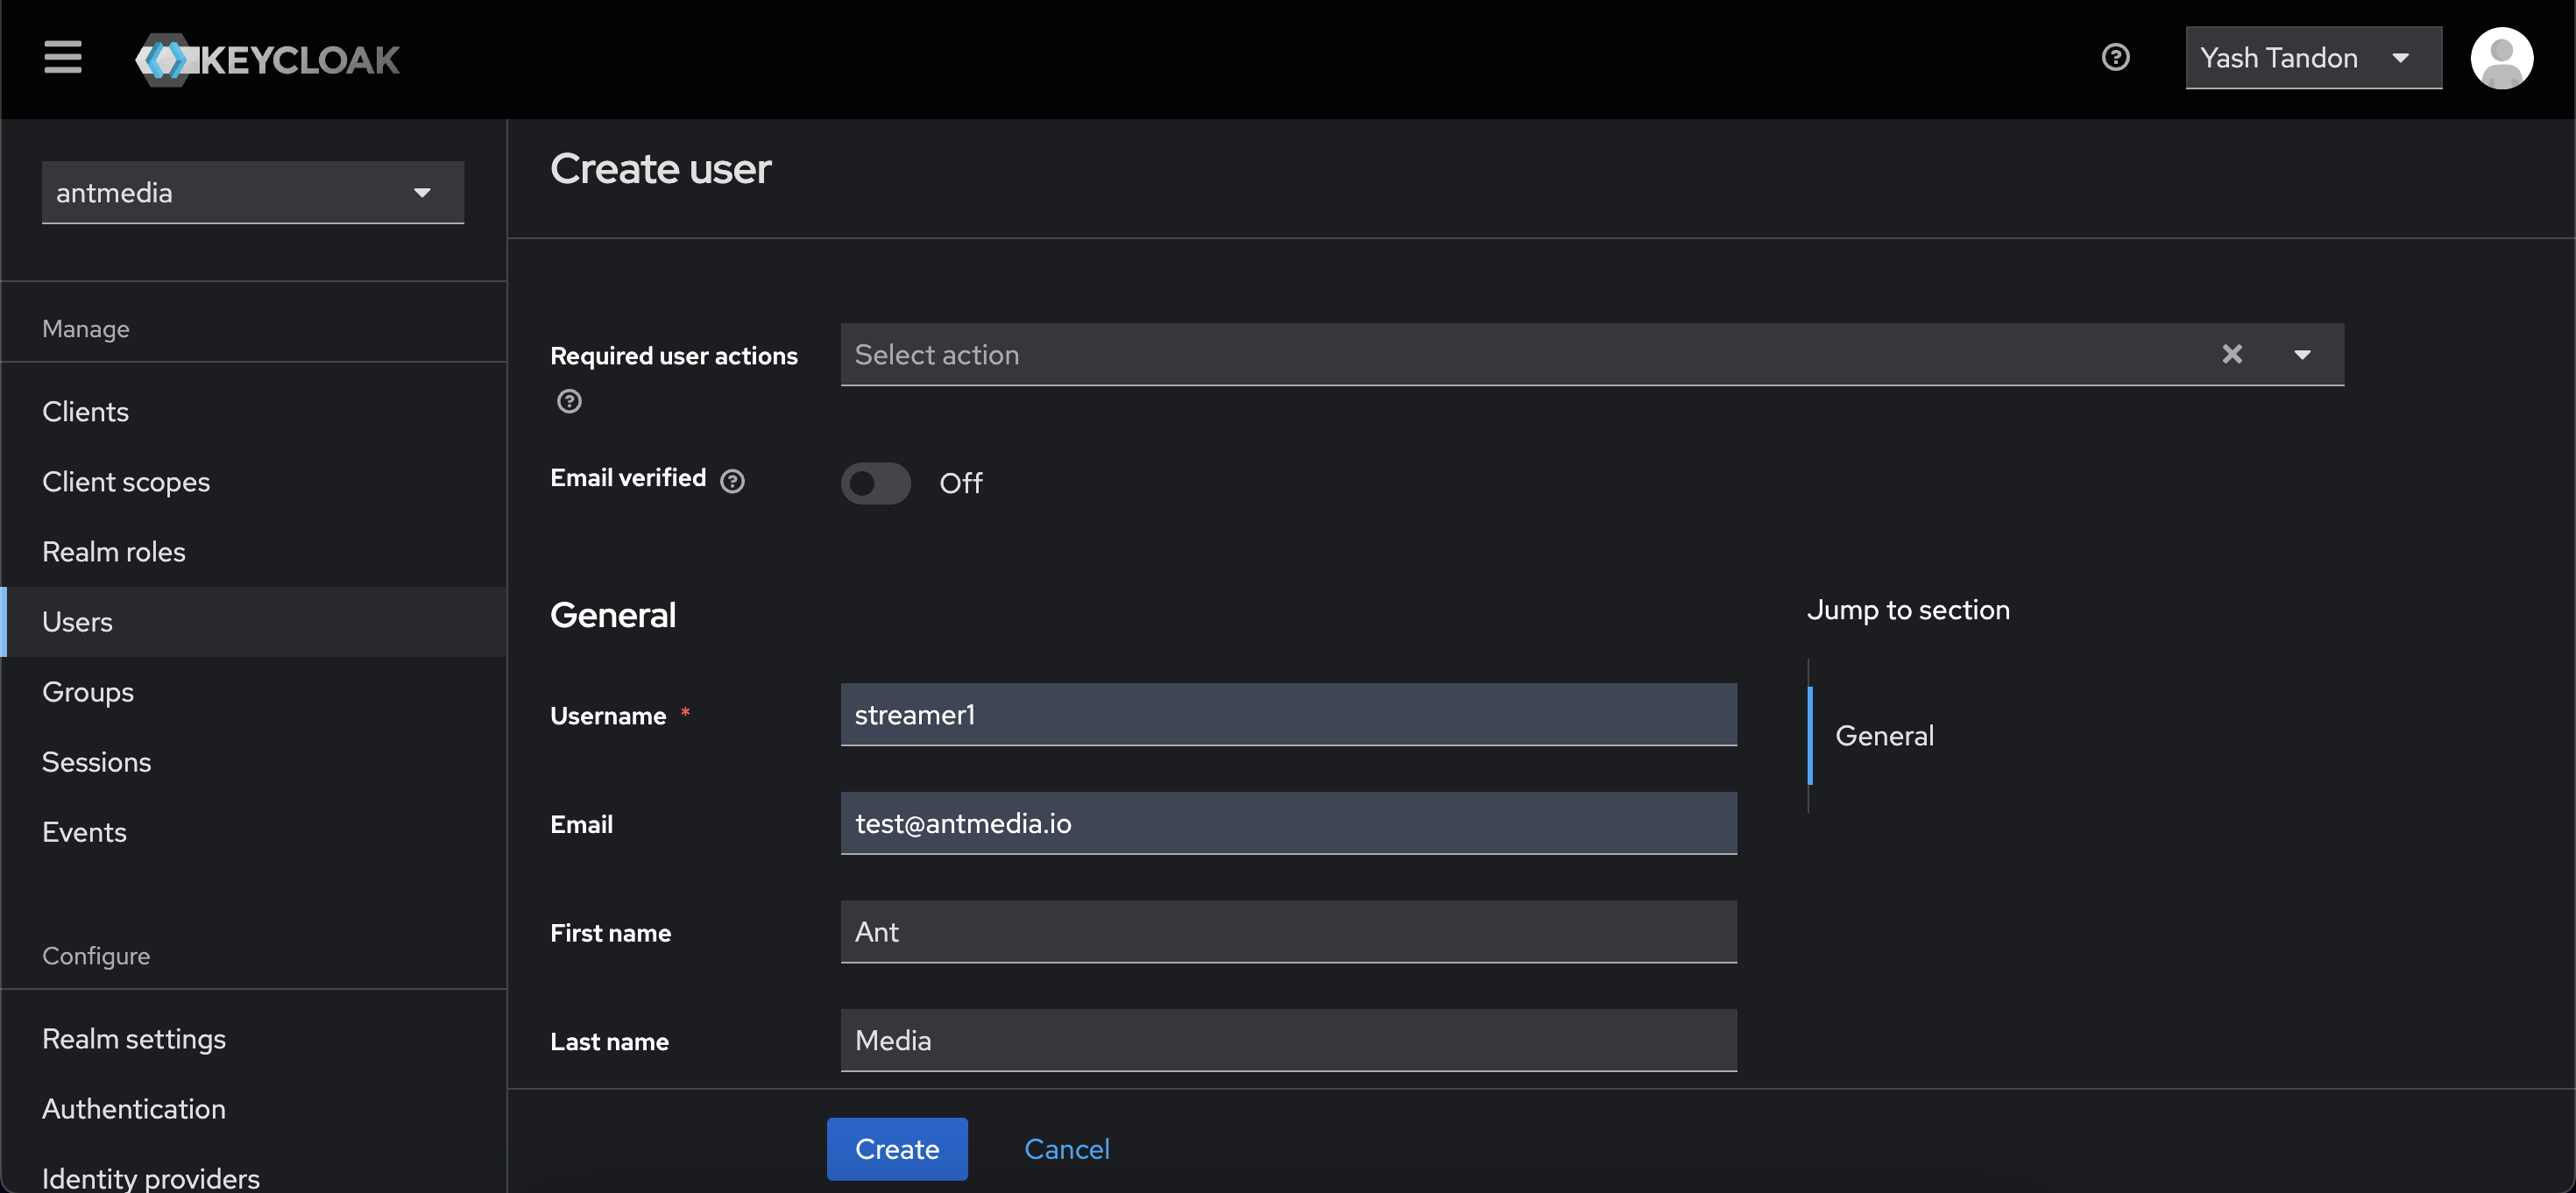 KEYCLOAK
Yash Tandon
antmedia
Manage
Clients
Client scopes
Realm roles
Users
Groups
Sessions
Events
Configure
Realm settings
Authentication
Identity providers
Create user
Required user actions
Select action
Email verified
Off
General
Username *
streamer1
Email
test@antmedia.io
First name
Ant
Last name
Media
Jump to section
General
Create
Cancel